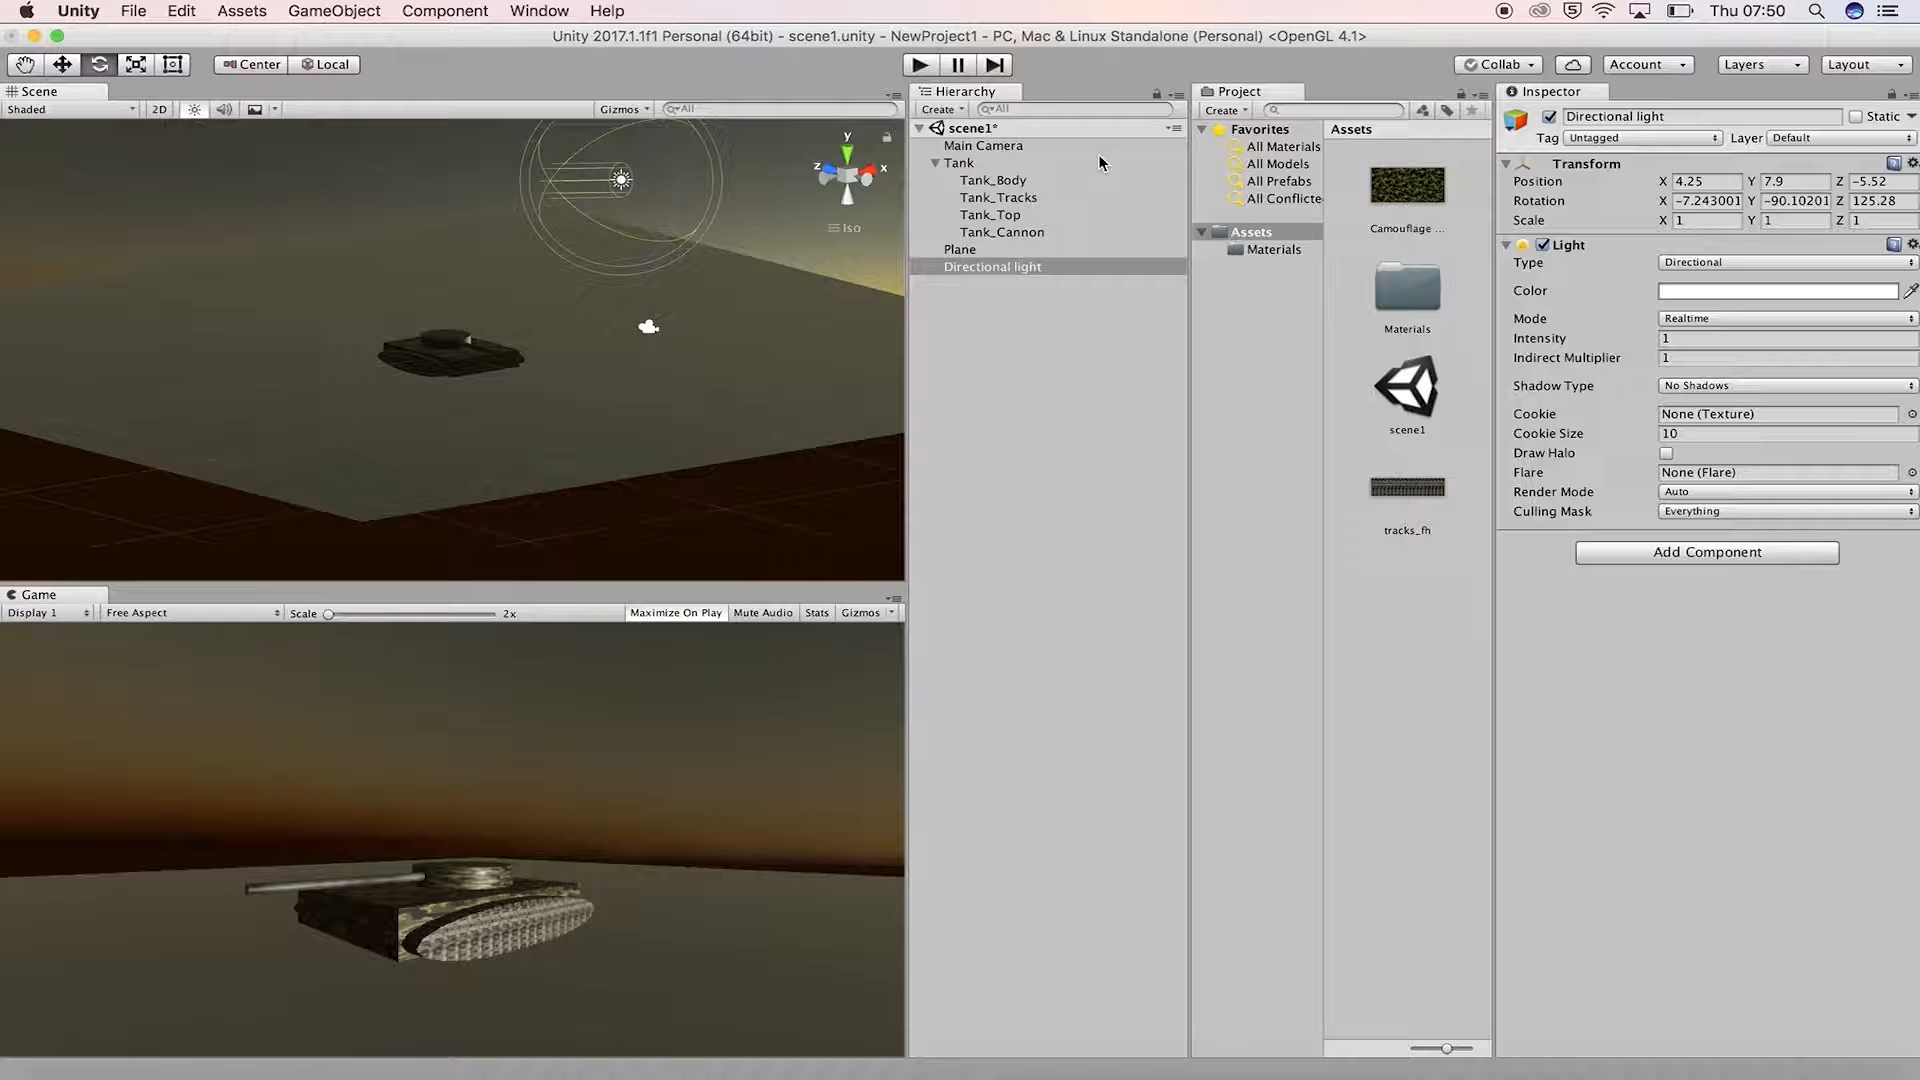 Unity File Edit Assets GameObject Component Window Help Thu 07:50
Unity 2017.1.1f1 Personal (64bit) - scene1.unity - NewProject1 - PC, Mac & Linux Standalone (Personal) <OpenGL 4.1>
Center Local Collab Account Layers Layout
Scene
Shaded 2D Gizmos All
y
z x
Iso
Game
Display 1 Free Aspect Scale 2x Maximize On Play Mute Audio Stats Gizmos
Hierarchy
Create All
scene1*
Main Camera
Tank
Tank_Body
Tank_Tracks
Tank_Top
Tank_Cannon
Plane
Directional light
Project
Create
Favorites
All Materials
All Models
All Prefabs
All Conflicte
Assets
Materials
Assets
Camouflage ...
Materials
scene1
tracks_fh
Inspector
Directional light Static
Tag Untagged Layer Default
Transform
Position X 4.25 Y 7.9 Z -5.52
Rotation X -7.243001 Y -90.10201 Z 125.28
Scale X 1 Y 1 Z 1
Light
Type Directional
Color
Mode Realtime
Intensity 1
Indirect Multiplier 1
Shadow Type No Shadows
Cookie None (Texture)
Cookie Size 10
Draw Halo
Flare None (Flare)
Render Mode Auto
Culling Mask Everything
Add Component